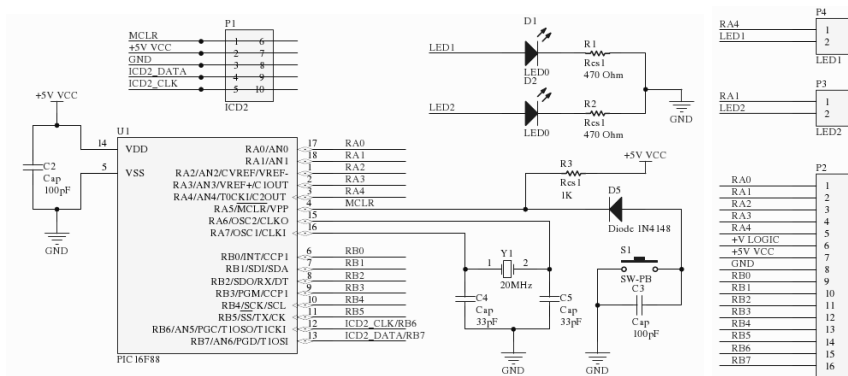 P1
MCLR 1 6
+5V VCC 2 7
GND 3 8
ICD2_DATA 4 9
ICD2_CLK 5 10
ICD2
D1
LED1
LED0
R1
Res1
470 Ohm
D2
LED2
LED0
R2
Res1
470 Ohm
GND
P4
RA4 1
LED1 2
LED1
P3
RA1 1
LED2 2
LED2
+5V VCC
C2
Cap
100pF
GND
U1
14 VDD
5 VSS
RA0/AN0 17 RA0
RA1/AN1 18 RA1
RA2/AN2/CVREF/VREF- 1 RA2
RA3/AN3/VREF+/C1OUT 2 RA3
RA4/AN4/T0CKI/C2OUT 3 RA4
RA5/MCLR/VPP 4 MCLR
RA6/OSC2/CLKO 15
RA7/OSC1/CLKI 16
RB0/INT/CCP1 6 RB0
RB1/SDI/SDA 7 RB1
RB2/SDO/RX/DT 8 RB2
RB3/PGM/CCP1 9 RB3
RB4/SCK/SCL 10 RB4
RB5/SS/TX/CK 11 RB5
RB6/AN5/PGC/T1OSO/T1CKI 12 ICD2_CLK/RB6
RB7/AN6/PGD/T1OSI 13 ICD2_DATA/RB7
PIC16F88
R3
Res1
1K
+5V VCC
D5
Diode 1N4148
Y1
1 2
20MHz
C4
Cap
33pF
C5
Cap
33pF
GND
S1
SW-PB
C3
Cap
100pF
GND
P2
RA0 1
RA1 2
RA2 3
RA3 4
RA4 5
+V LOGIC 6
+5V VCC 7
GND 8
RB0 9
RB1 10
RB2 11
RB3 12
RB4 13
RB5 14
RB6 15
RB7 16